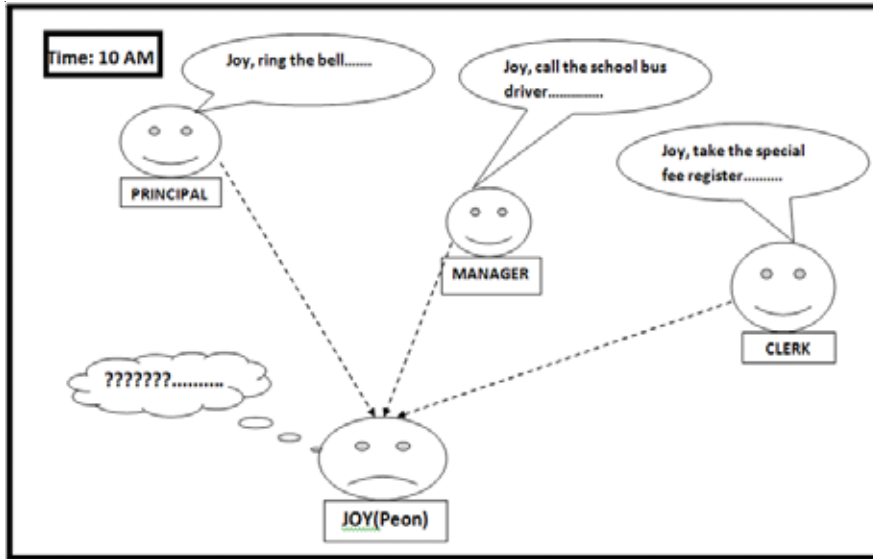 Time: 10 AM
Joy, ring the bell.......
Joy, call the school bus
driver..............
Joy, take the special
fee register..........
PRINCIPAL
MANAGER
CLERK
???????..........
JOY(Peon)